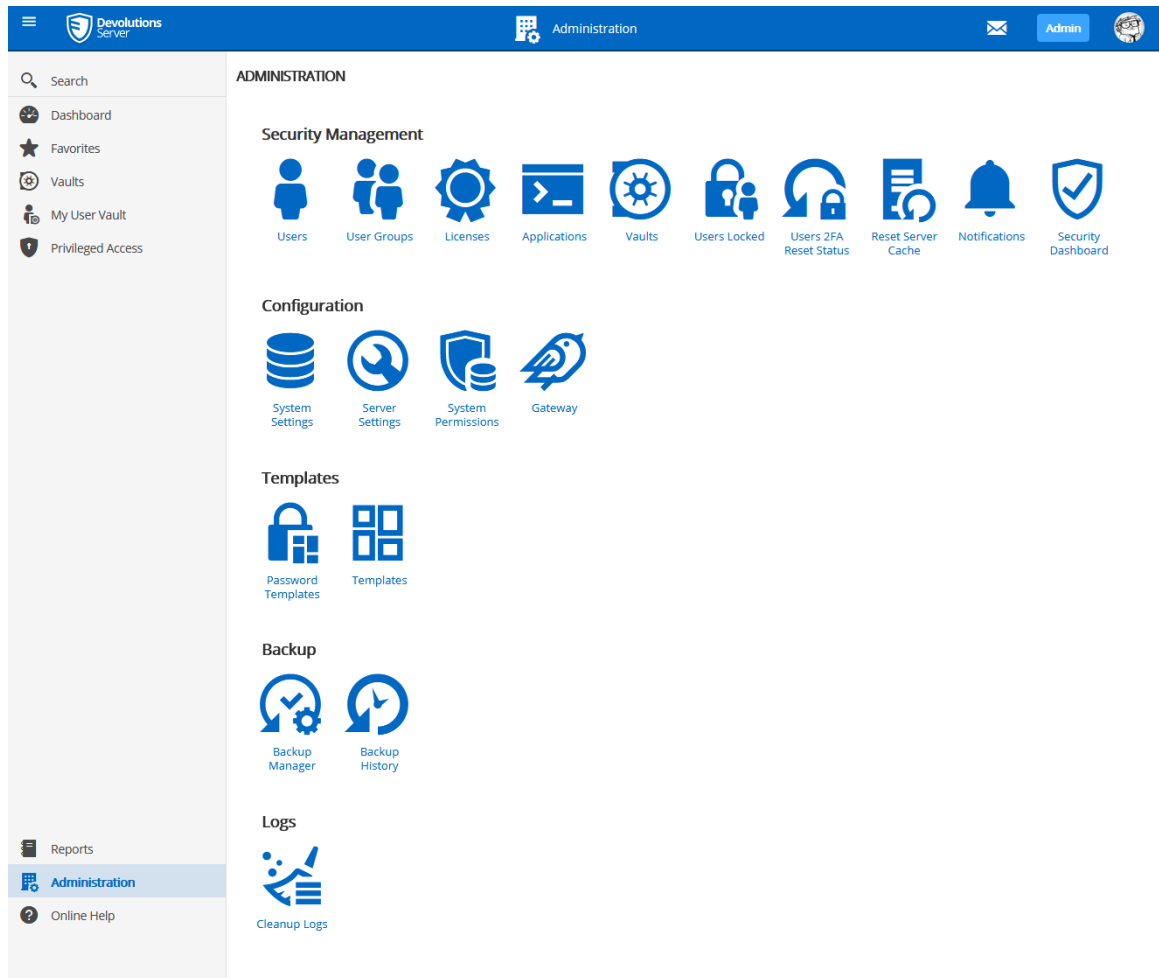 Devolutions
Server
Administration
Admin
Search
Dashboard
Favorites
Vaults
My User Vault
Privileged Access
Reports
Administration
Online Help
ADMINISTRATION
Security Management
Users
User Groups
Licenses
Applications
Vaults
Users Locked
Users 2FA
Reset Status
Reset Server
Cache
Notifications
Security
Dashboard
Configuration
System
Settings
Server
Settings
System
Permissions
Gateway
Templates
Password
Templates
Templates
Backup
Backup
Manager
Backup
History
Logs
Cleanup Logs